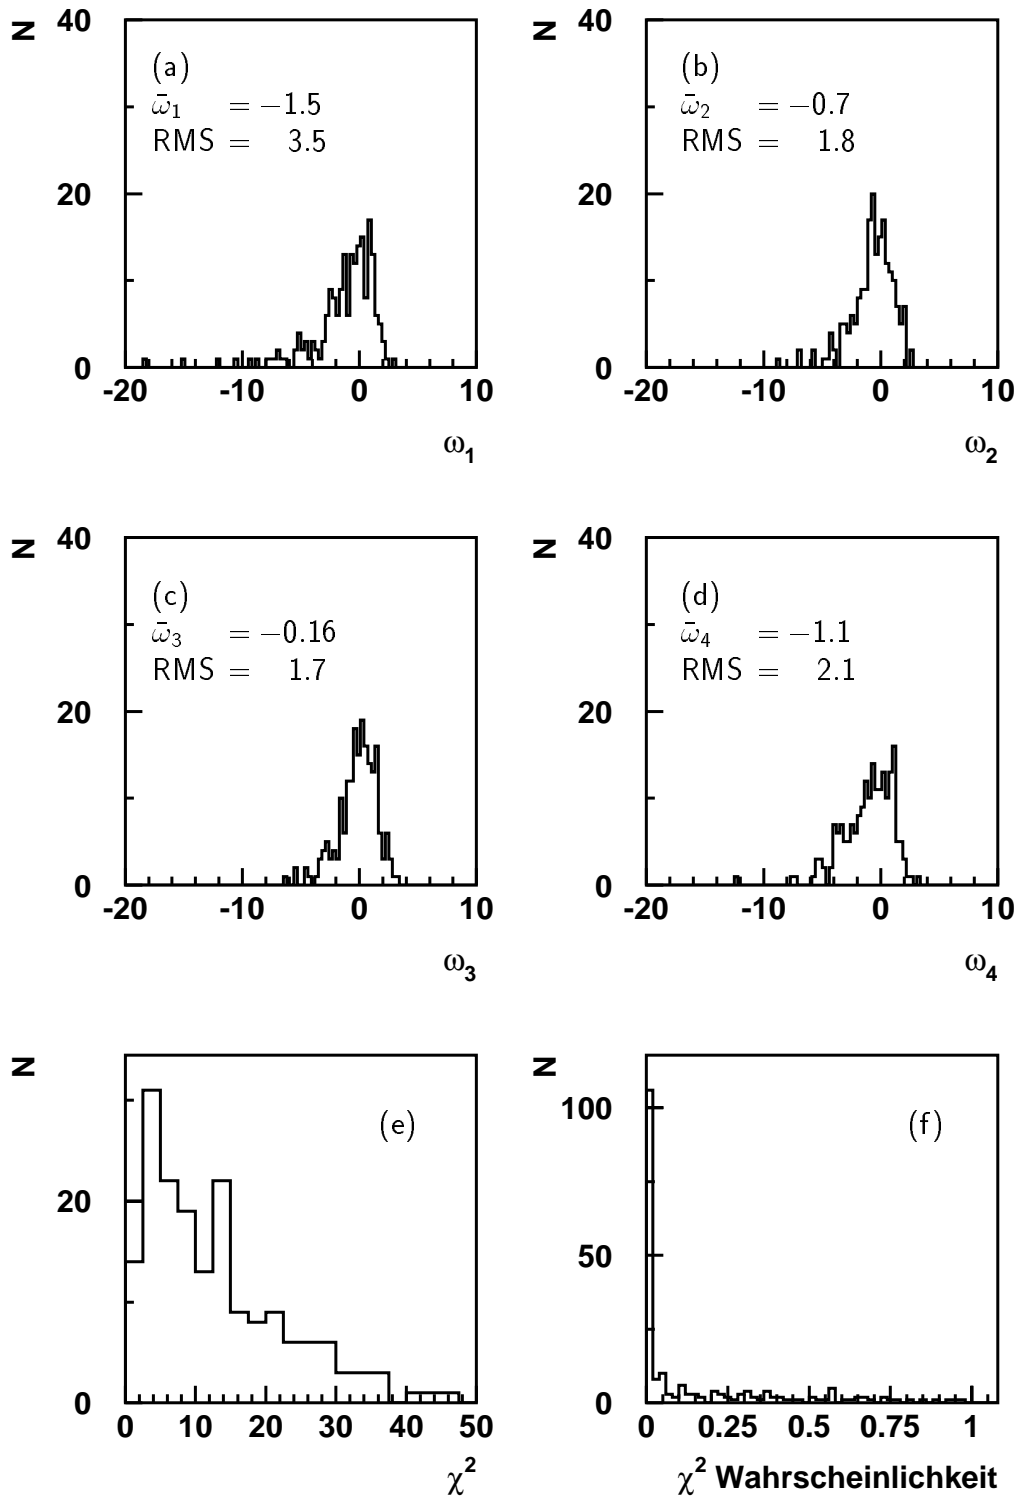 N
40
(a)
ω̄1 = −1.5
RMS = 3.5
20
0
-20 -10 0 10
ω1
N
40
(b)
ω̄2 = −0.7
RMS = 1.8
20
0
-20 -10 0 10
ω2
N
40
(c)
ω̄3 = −0.16
RMS = 1.7
20
0
-20 -10 0 10
ω3
N
40
(d)
ω̄4 = −1.1
RMS = 2.1
20
0
-20 -10 0 10
ω4
N
(e)
20
0
0 10 20 30 40 50
χ²
N
100
(f)
50
0
0 0.25 0.5 0.75 1
χ² Wahrscheinlichkeit